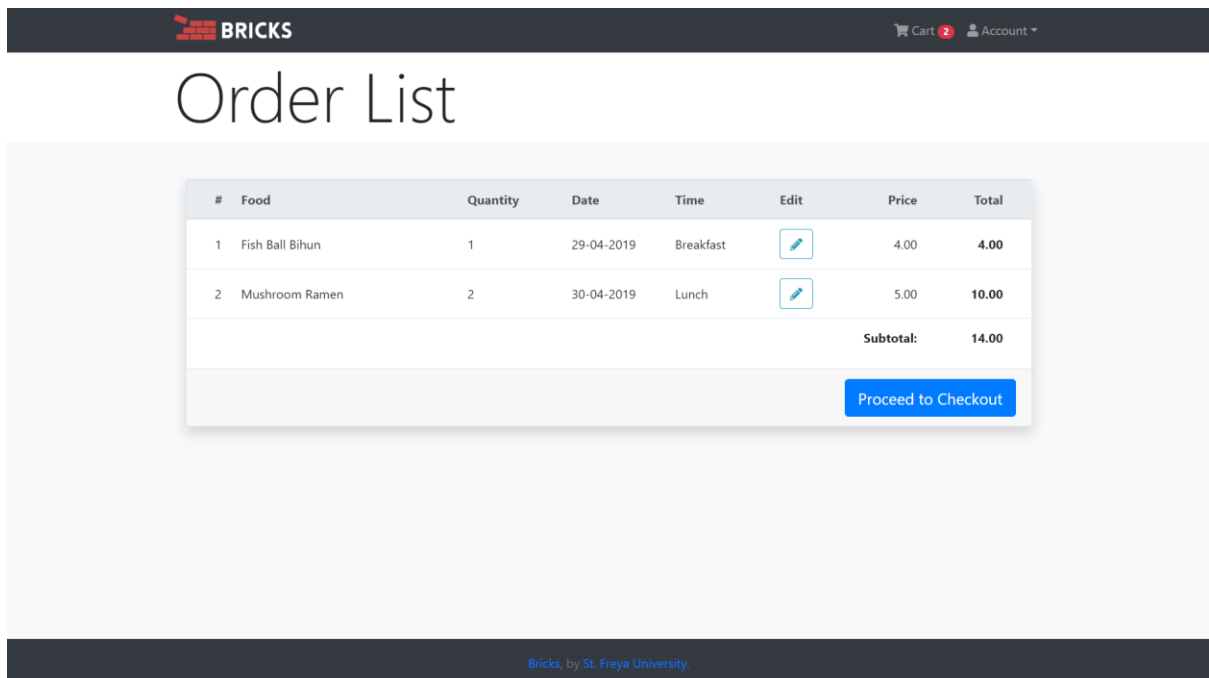 BRICKS Cart 2 Account
Order List
# Food Quantity Date Time Edit Price Total
1 Fish Ball Bihun 1 29-04-2019 Breakfast 4.00 4.00
2 Mushroom Ramen 2 30-04-2019 Lunch 5.00 10.00
Subtotal: 14.00
Proceed to Checkout
Bricks, by St. Freya University.